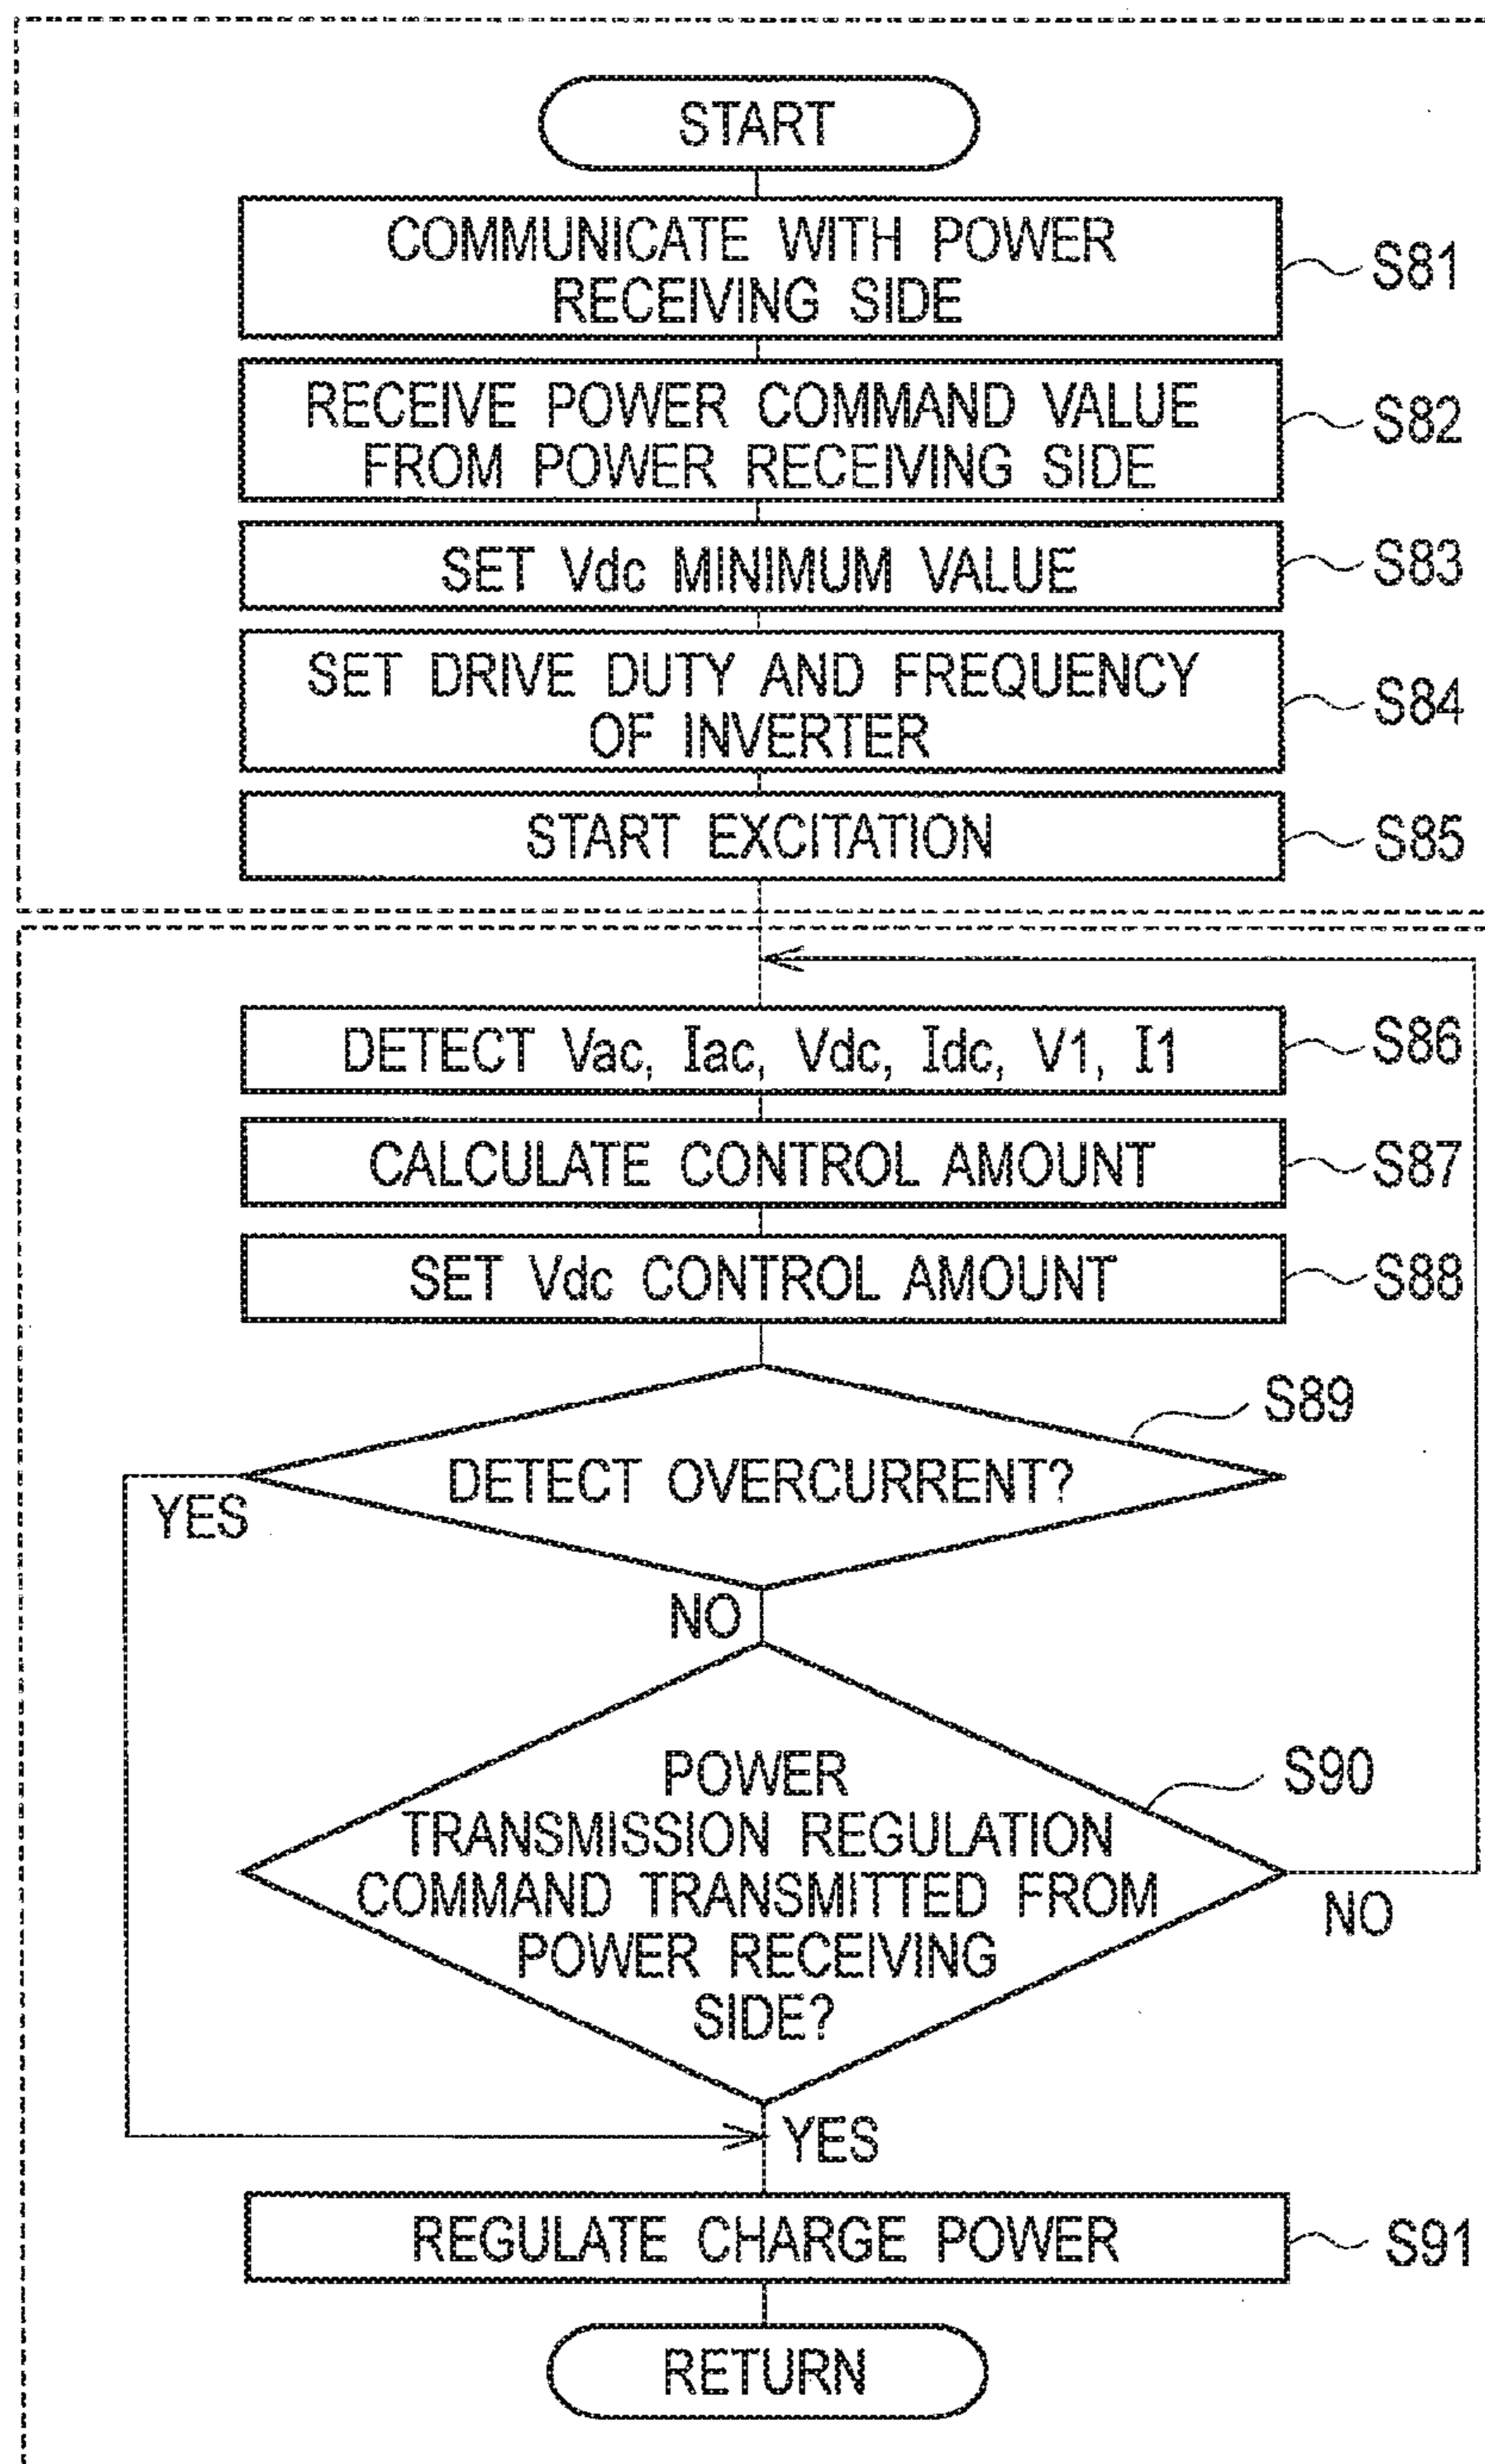 START
COMMUNICATE WITH POWER
RECEIVING SIDE
S81
RECEIVE POWER COMMAND VALUE
FROM POWER RECEIVING SIDE
S82
SET Vdc MINIMUM VALUE
S83
SET DRIVE DUTY AND FREQUENCY
OF INVERTER
S84
START EXCITATION
S85
DETECT Vac, Iac, Vdc, Idc, V1, I1
S86
CALCULATE CONTROL AMOUNT
S87
SET Vdc CONTROL AMOUNT
S88
DETECT OVERCURRENT?
S89
YES
NO
POWER
TRANSMISSION REGULATION
COMMAND TRANSMITTED FROM
POWER RECEIVING
SIDE?
S90
NO
YES
REGULATE CHARGE POWER
S91
RETURN